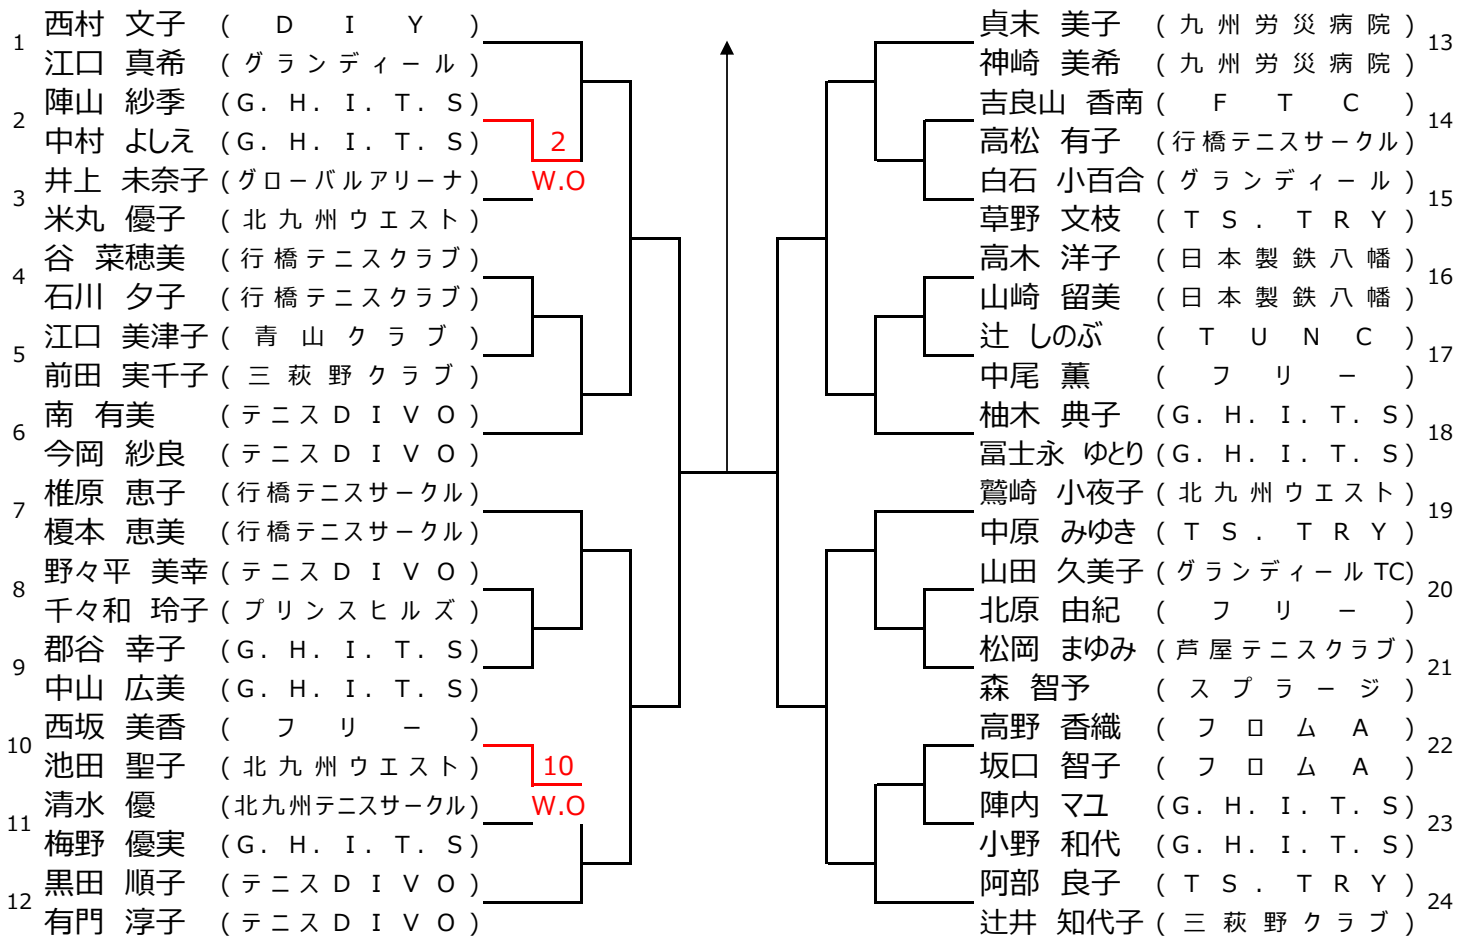 1 西村 文子 ( D I Y )
江口 真希 ( グランディール )
2 陣山 紗季 (G. H. I. T. S)
中村 よしえ (G. H. I. T. S) 2
3 井上 未奈子 ( グローバルアリーナ ) W.O
米丸 優子 ( 北九州ウエスト )
4 谷 菜穂美 ( 行橋テニスクラブ )
石川 夕子 ( 行橋テニスクラブ )
5 江口 美津子 ( 青山クラブ )
前田 実千子 ( 三萩野クラブ )
6 南 有美 ( テニスDIVO )
今岡 紗良 ( テニスDIVO )
7 椎原 恵子 ( 行橋テニスサークル )
榎本 恵美 ( 行橋テニスサークル )
8 野々平 美幸 ( テニスDIVO )
千々和 玲子 ( プリンスヒルズ )
9 郡谷 幸子 (G. H. I. T. S)
中山 広美 (G. H. I. T. S)
10 西坂 美香 ( フリー )
池田 聖子 ( 北九州ウエスト ) 10
11 清水 優 ( 北九州テニスサークル ) W.O
梅野 優実 (G. H. I. T. S)
12 黒田 順子 ( テニスDIVO )
有門 淳子 ( テニスDIVO )
貞末 美子 ( 九州労災病院 ) 13
神崎 美希 ( 九州労災病院 )
吉良山 香南 ( F T C ) 14
高松 有子 ( 行橋テニスサークル )
白石 小百合 ( グランディール ) 15
草野 文枝 ( TS. TRY )
高木 洋子 ( 日本製鉄八幡 ) 16
山崎 留美 ( 日本製鉄八幡 )
辻 しのぶ ( T U N C ) 17
中尾 薫 ( フリー )
柚木 典子 (G. H. I. T. S) 18
冨士永 ゆとり (G. H. I. T. S)
鷲崎 小夜子 ( 北九州ウエスト ) 19
中原 みゆき ( TS. TRY )
山田 久美子 ( グランディールTC) 20
北原 由紀 ( フリー )
松岡 まゆみ ( 芦屋テニスクラブ ) 21
森 智予 ( スプラージ )
高野 香織 ( フロムA ) 22
坂口 智子 ( フロムA )
陣内 マユ (G. H. I. T. S) 23
小野 和代 (G. H. I. T. S)
阿部 良子 ( TS. TRY ) 24
辻井 知代子 ( 三萩野クラブ )